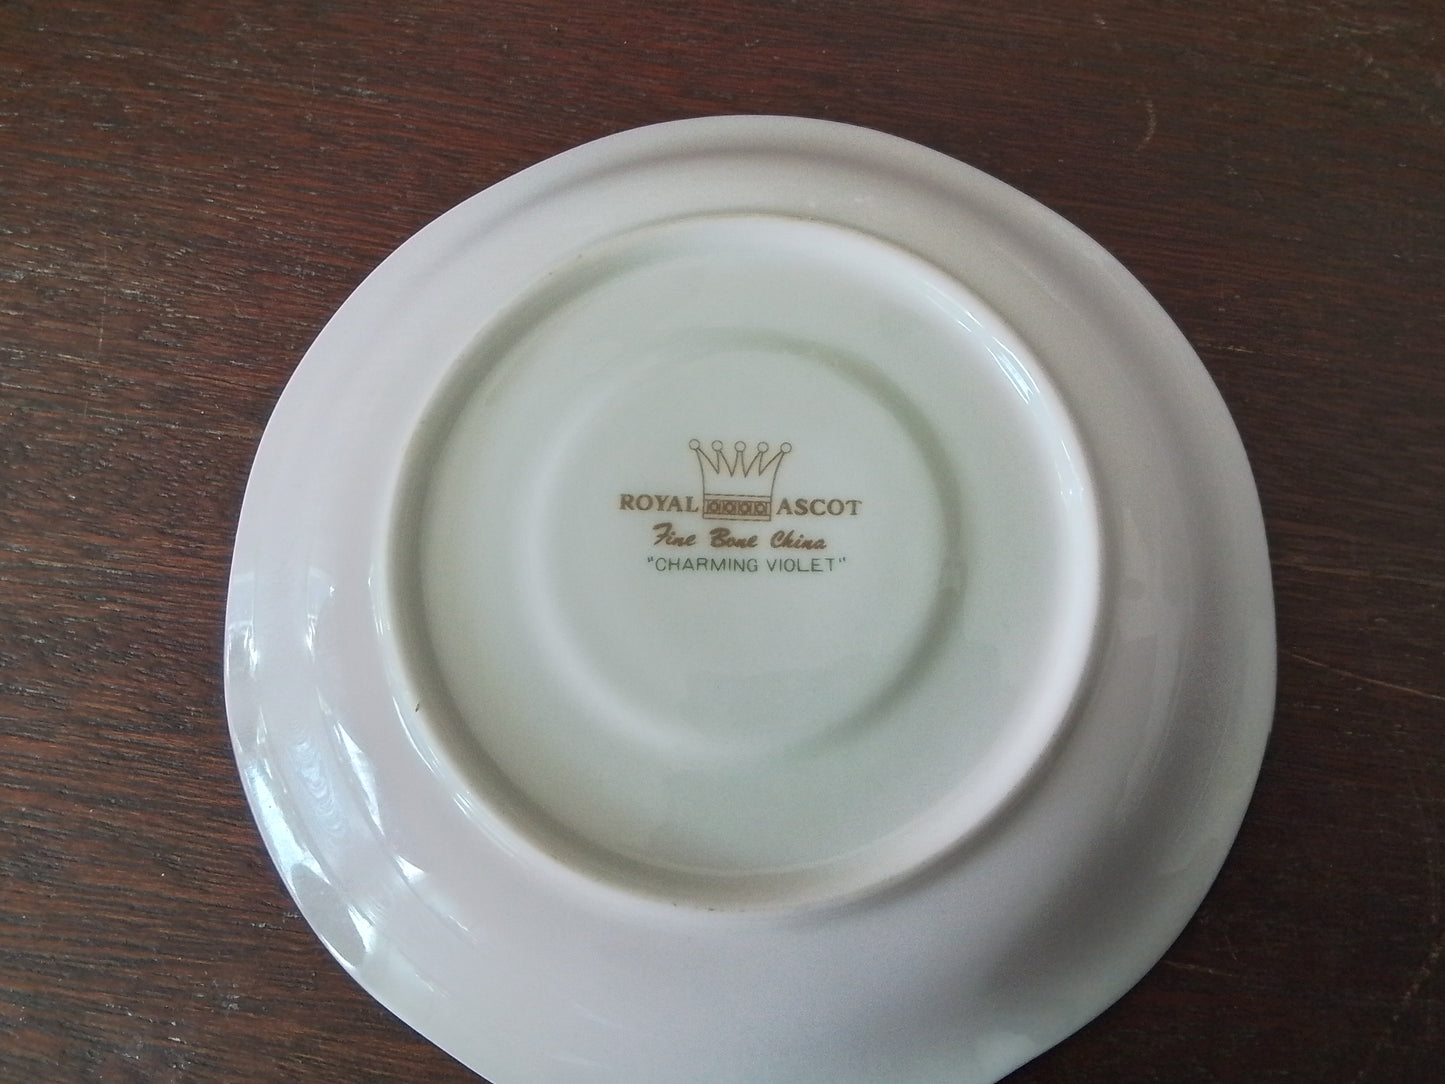 ROYAL ASCOT
Fine Bone China
"CHARMING VIOLET"